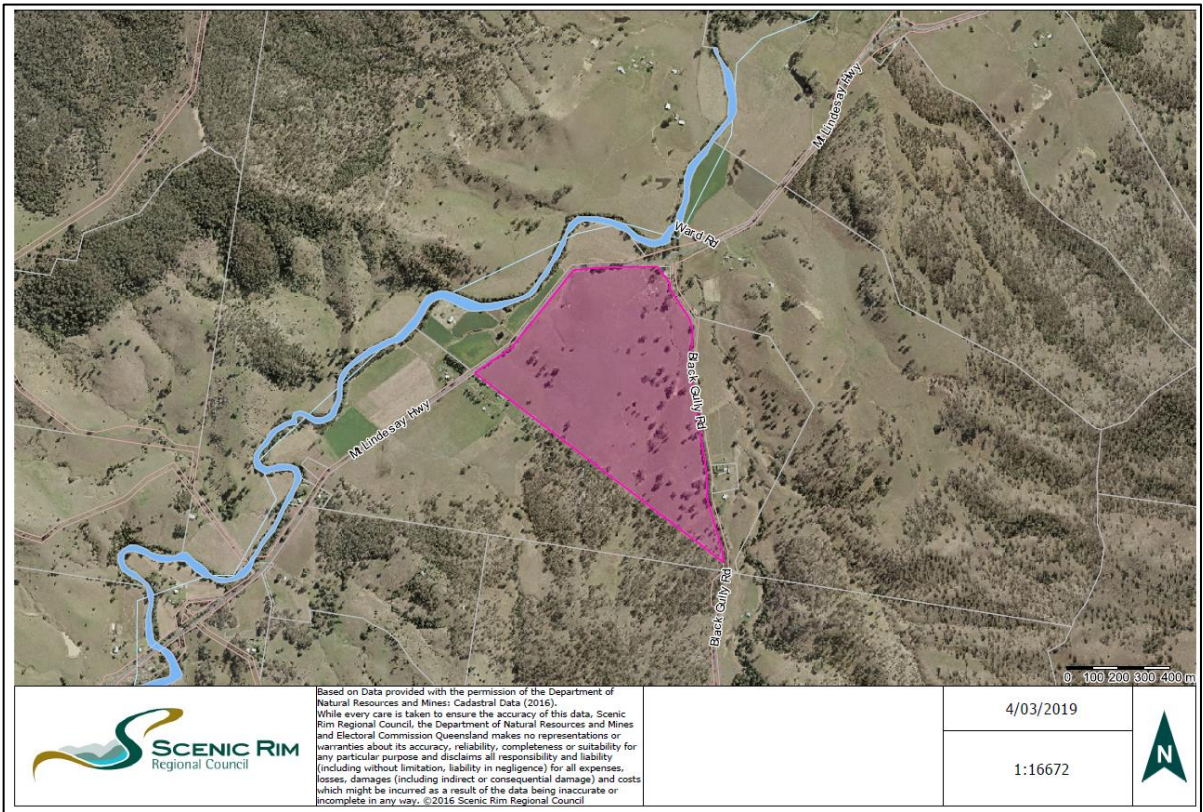 Mt Lindesay Hwy
Ward Rd
Black Gully Rd
Mt Lindesay Hwy
Black Gully Rd
0 100 200 300 400 m
SCENIC RIM
Regional Council
Based on Data provided with the permission of the Department of
Natural Resources and Mines: Cadastral Data (2016).
While every care is taken to ensure the accuracy of this data, Scenic
Rim Regional Council, the Department of Natural Resources and Mines
and Electoral Commission Queensland makes no representations or
warranties about its accuracy, reliability, completeness or suitability for
any particular purpose and disclaims all responsibility and liability
(including without limitation, liability in negligence) for all expenses,
losses, damages (including indirect or consequential damage) and costs
which might be incurred as a result of the data being inaccurate or
incomplete in any way. ©2016 Scenic Rim Regional Council
4/03/2019
1:16672
N